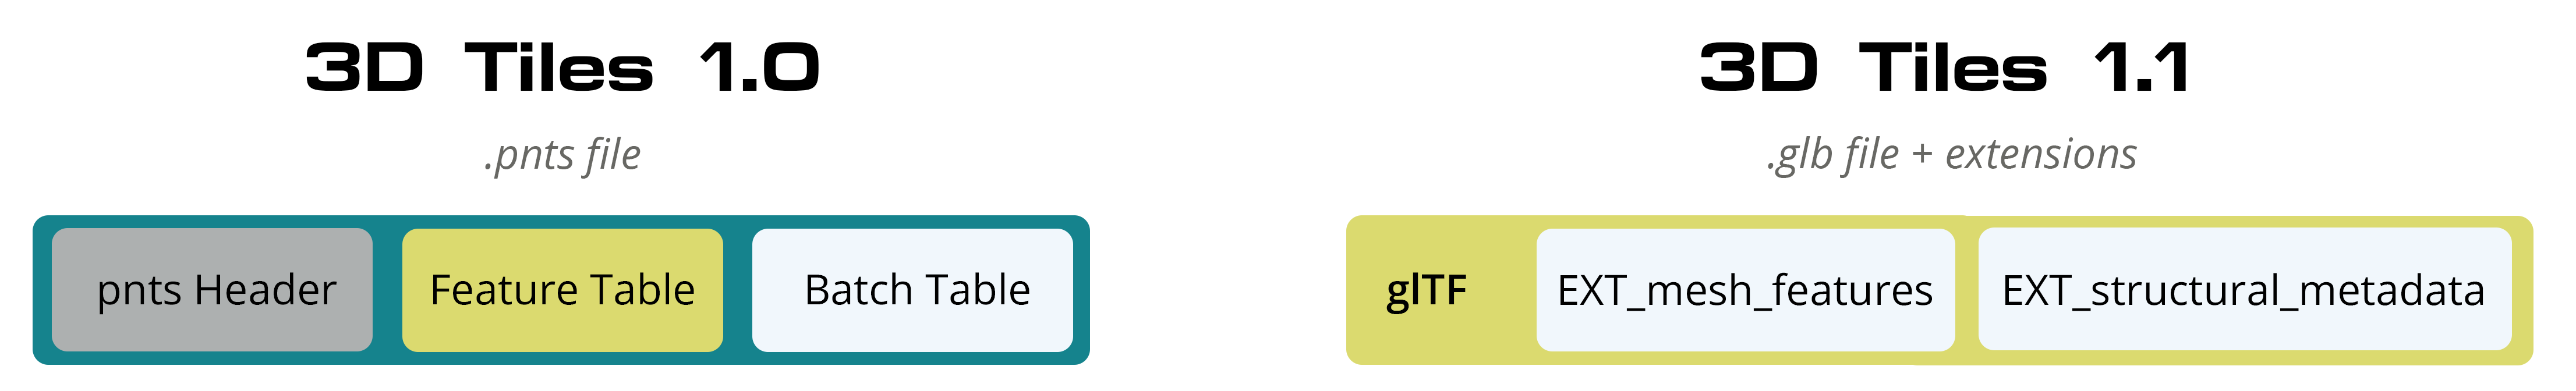 3D Tiles 1.0
.pnts file
pnts Header
Feature Table
Batch Table
3D Tiles 1.1
.glb file + extensions
glTF
EXT_mesh_features
EXT_structural_metadata